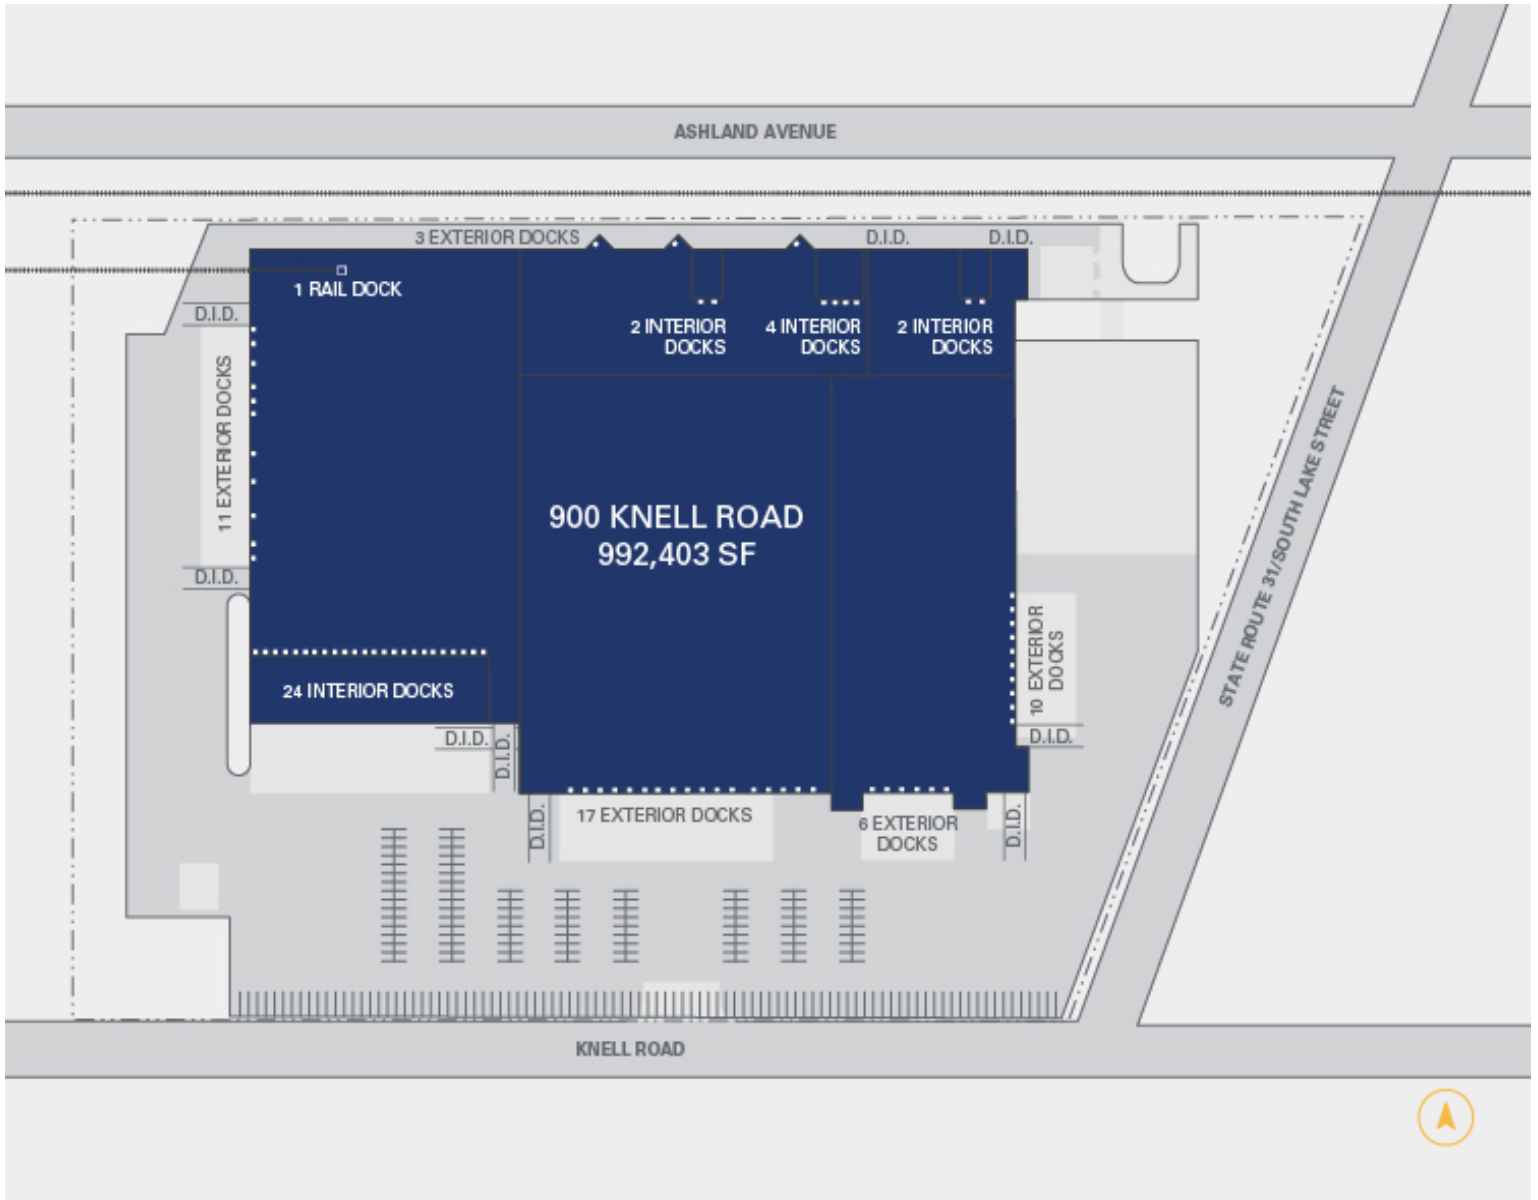 ASHLAND AVENUE
3 EXTERIOR DOCKS
D.I.D.
D.I.D.
1 RAIL DOCK
D.I.D.
2 INTERIOR
DOCKS
4 INTERIOR
DOCKS
2 INTERIOR
DOCKS
11 EXTERIOR DOCKS
STATE ROUTE 31/SOUTH LAKE STREET
900 KNELL ROAD
992,403 SF
D.I.D.
10 EXTERIOR
DOCKS
24 INTERIOR DOCKS
D.I.D.
D.I.D.
D.I.D.
D.I.D.
17 EXTERIOR DOCKS
6 EXTERIOR
DOCKS
D.I.D.
KNELL ROAD